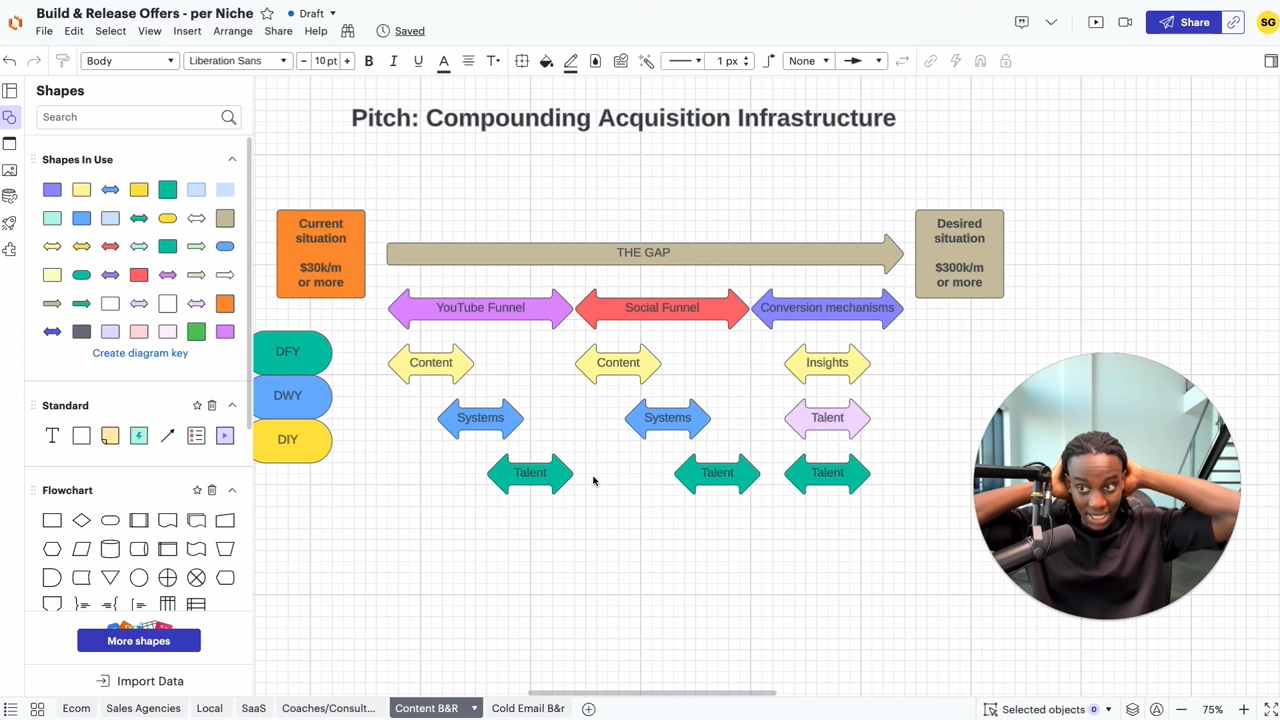 Build & Release Offers - per Niche
Draft
File Edit Select View Insert Arrange Share Help Saved
Share
SG
Body
Liberation Sans
10 pt
B I U A T
1 px
None
Shapes
Search
Shapes In Use
Create diagram key
Standard
T
Flowchart
More shapes
Import Data
Pitch: Compounding Acquisition Infrastructure
Current
situation
$30k/m
or more
THE GAP
Desired
situation
$300k/m
or more
YouTube Funnel
Social Funnel
Conversion mechanisms
DFY
DWY
DIY
Content
Content
Insights
Systems
Systems
Talent
Talent
Talent
Talent
Ecom
Sales Agencies
Local
SaaS
Coaches/Consult...
Content B&R
Cold Email B&r
Selected objects 0
75%